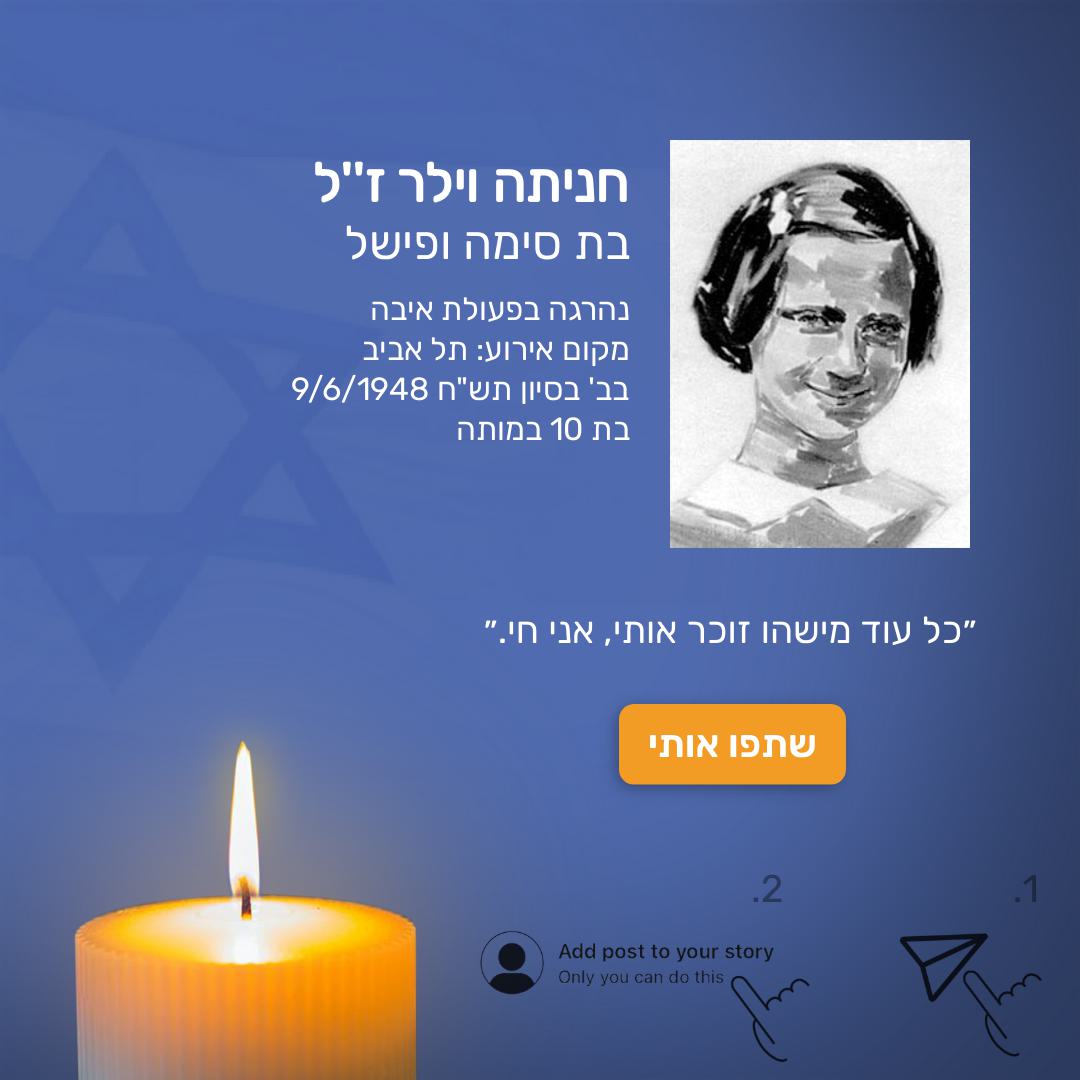 חניתה וילר ז"ל
בת סימה ופישל
נהרגה בפעולת איבה
מקום אירוע: תל אביב
בב' בסיון תש"ח 9/6/1948
בת 10 במותה
״כל עוד מישהו זוכר אותי, אני חי.״
שתפו אותי
1.
2.
Add post to your story
Only you can do this